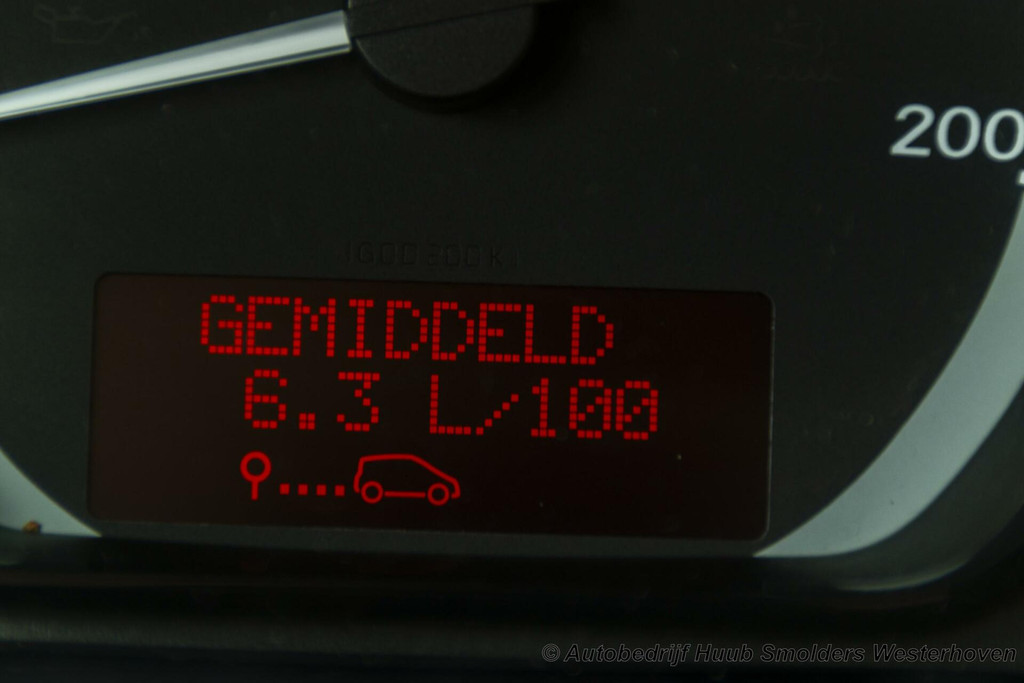 200
GEMIDDELD
6.3 L/100
© Autobedrijf Huub Smolders Westerhoven